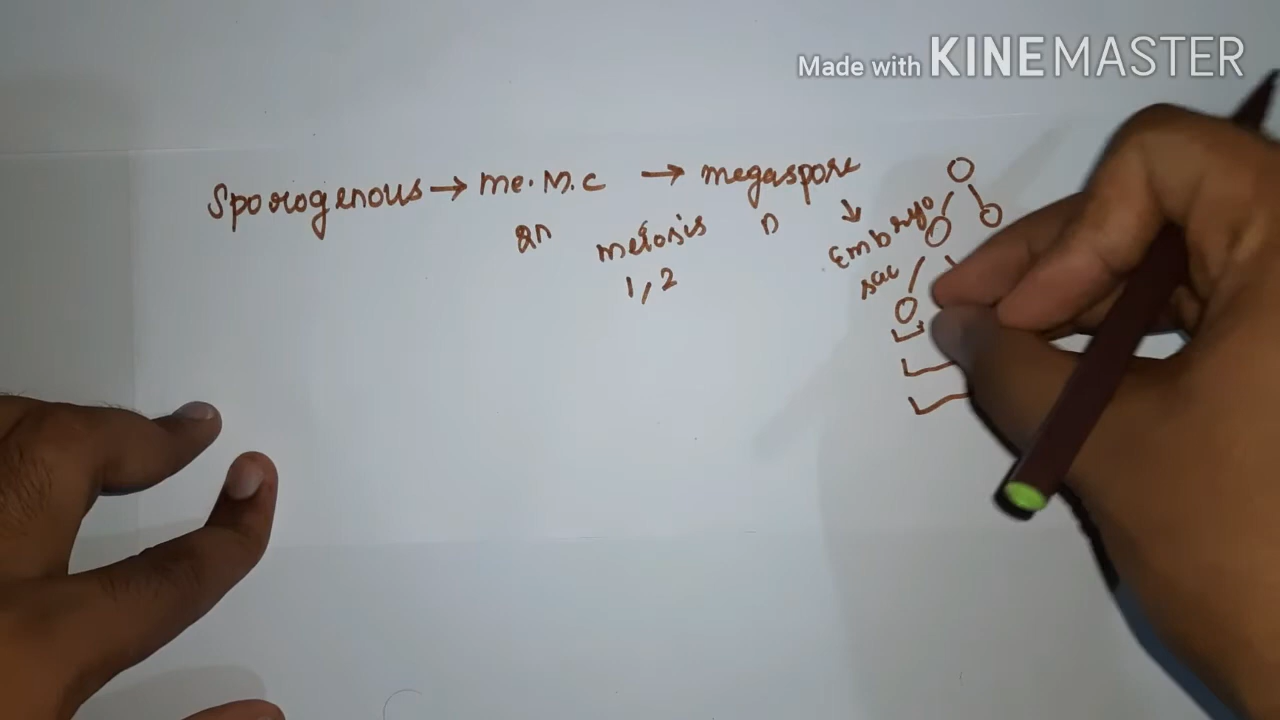 Made with KINEMASTER
Sporogenous → me.M.C → megaspore
2n meiosis n ↓
1, 2
Embryo
sac